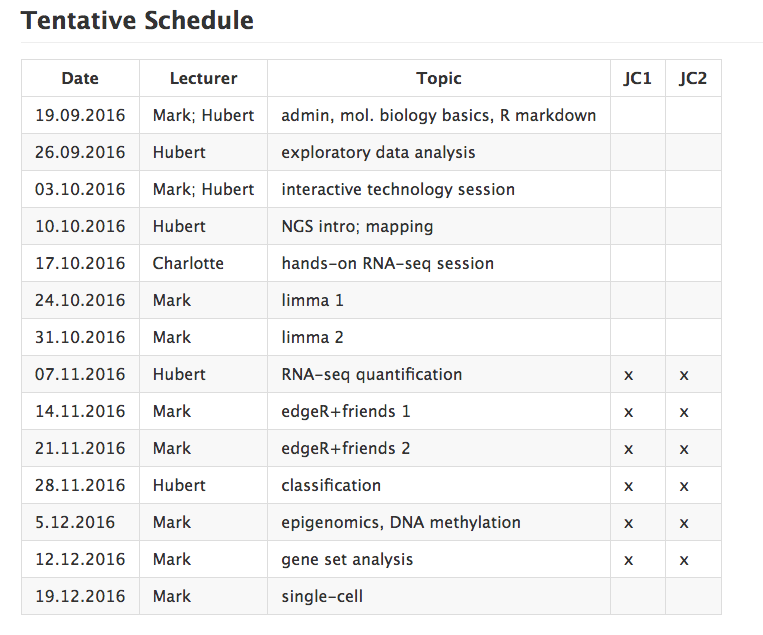 Tentative Schedule
Date Lecturer Topic JC1 JC2
19.09.2016 Mark; Hubert admin, mol. biology basics, R markdown
26.09.2016 Hubert exploratory data analysis
03.10.2016 Mark; Hubert interactive technology session
10.10.2016 Hubert NGS intro; mapping
17.10.2016 Charlotte hands-on RNA-seq session
24.10.2016 Mark limma 1
31.10.2016 Mark limma 2
07.11.2016 Hubert RNA-seq quantification x x
14.11.2016 Mark edgeR+friends 1 x x
21.11.2016 Mark edgeR+friends 2 x x
28.11.2016 Hubert classification x x
5.12.2016 Mark epigenomics, DNA methylation x x
12.12.2016 Mark gene set analysis x x
19.12.2016 Mark single-cell